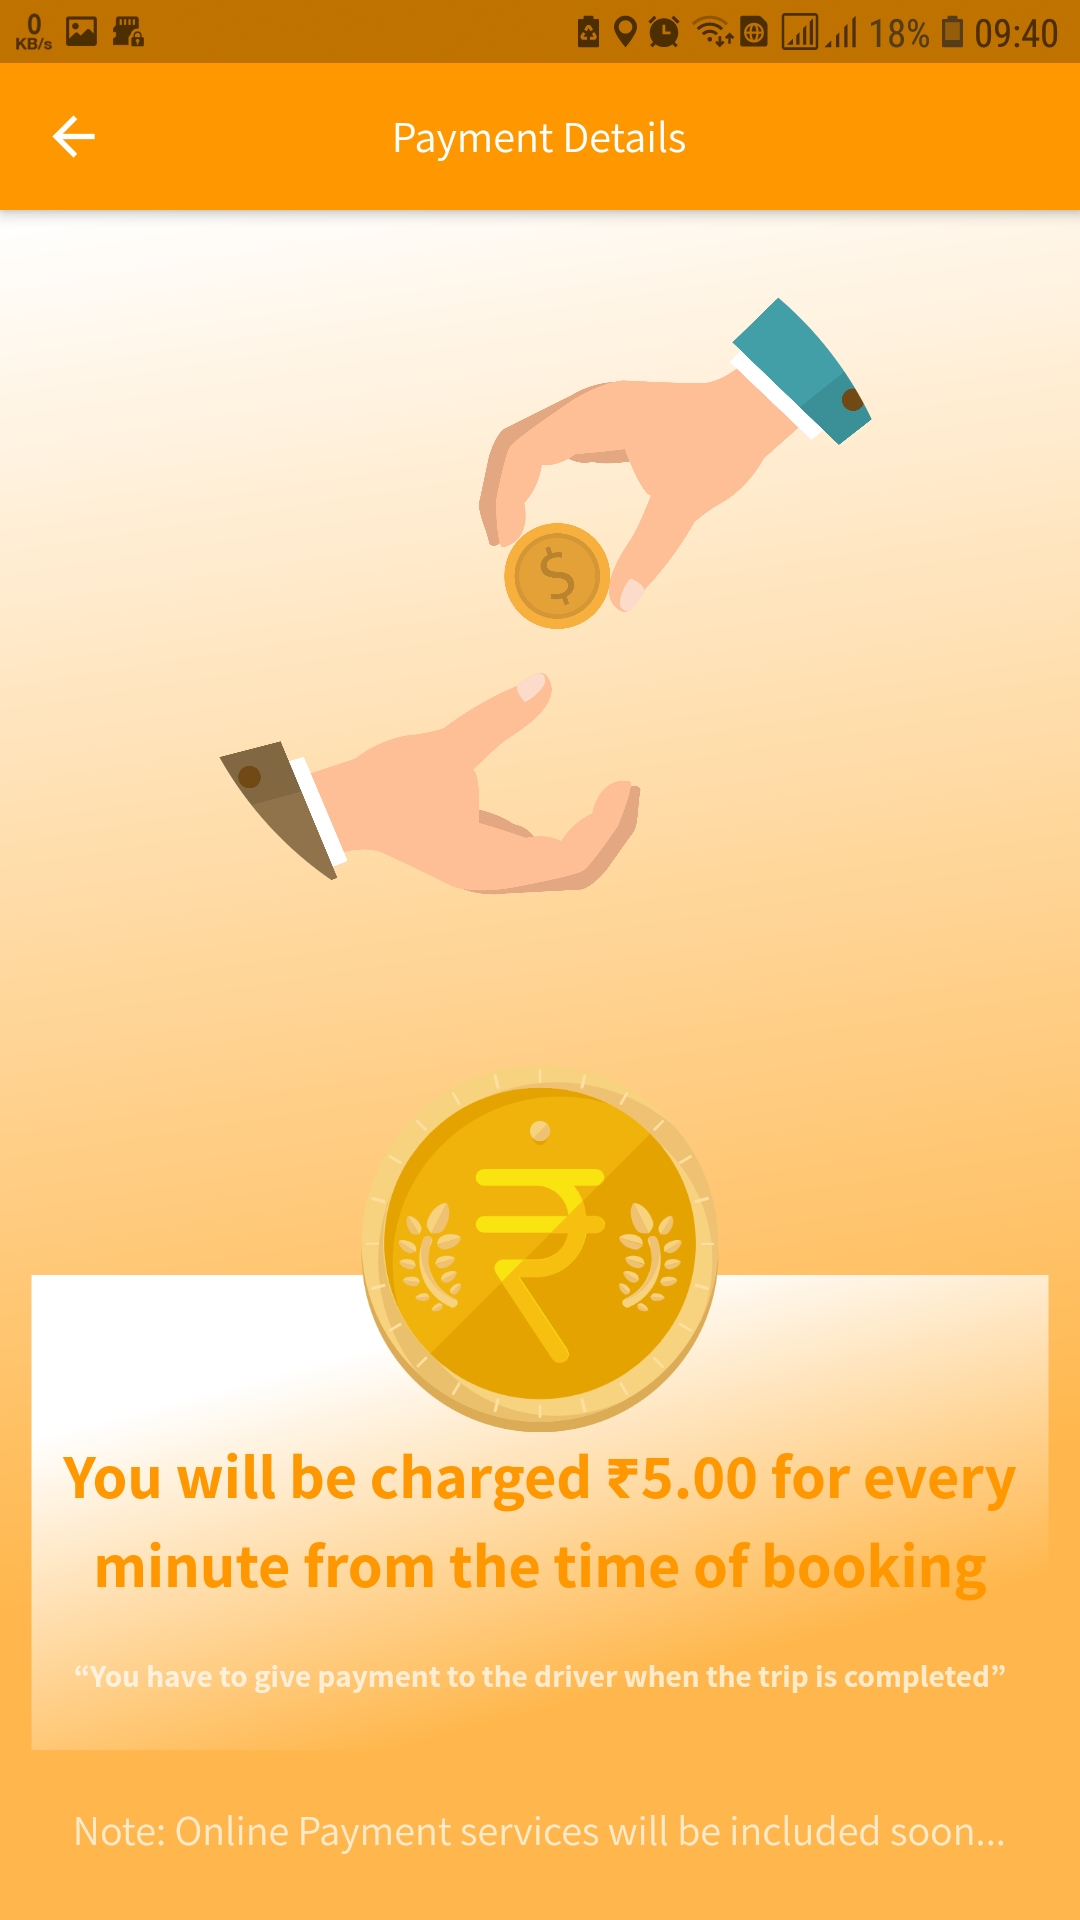 0
KB/s
18% 09:40
Payment Details
$
₹
You will be charged ₹5.00 for every
minute from the time of booking
“You have to give payment to the driver when the trip is completed”
Note: Online Payment services will be included soon...